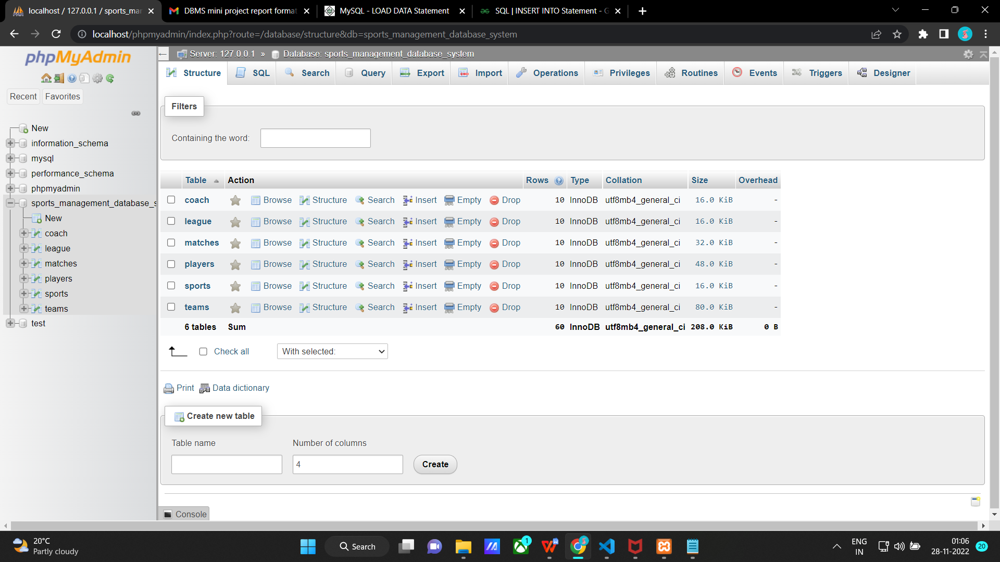 localhost / 127.0.0.1 / sports_mar
DBMS mini project report format
MySQL - LOAD DATA Statement
SQL | INSERT INTO Statement - G
localhost/phpmyadmin/index.php?route=/database/structure&db=sports_management_database_system
phpMyAdmin
Recent Favorites
New
information_schema
mysql
performance_schema
phpmyadmin
sports_management_database_s
New
coach
league
matches
players
sports
teams
test
Server: 127.0.0.1 » Database: sports_management_database_system
Structure SQL Search Query Export Import Operations Privileges Routines Events Triggers Designer
Filters
Containing the word:
Table Action Rows Type Collation Size Overhead
coach Browse Structure Search Insert Empty Drop 10 InnoDB utf8mb4_general_ci 16.0 KiB -
league Browse Structure Search Insert Empty Drop 10 InnoDB utf8mb4_general_ci 16.0 KiB -
matches Browse Structure Search Insert Empty Drop 10 InnoDB utf8mb4_general_ci 32.0 KiB -
players Browse Structure Search Insert Empty Drop 10 InnoDB utf8mb4_general_ci 48.0 KiB -
sports Browse Structure Search Insert Empty Drop 10 InnoDB utf8mb4_general_ci 16.0 KiB -
teams Browse Structure Search Insert Empty Drop 10 InnoDB utf8mb4_general_ci 80.0 KiB -
6 tables Sum 60 InnoDB utf8mb4_general_ci 208.0 KiB 0 B
Check all With selected:
Print Data dictionary
Create new table
Table name Number of columns
4 Create
Console
20°C
Partly cloudy
Search
1
ENG
IN
01:06
28-11-2022
20